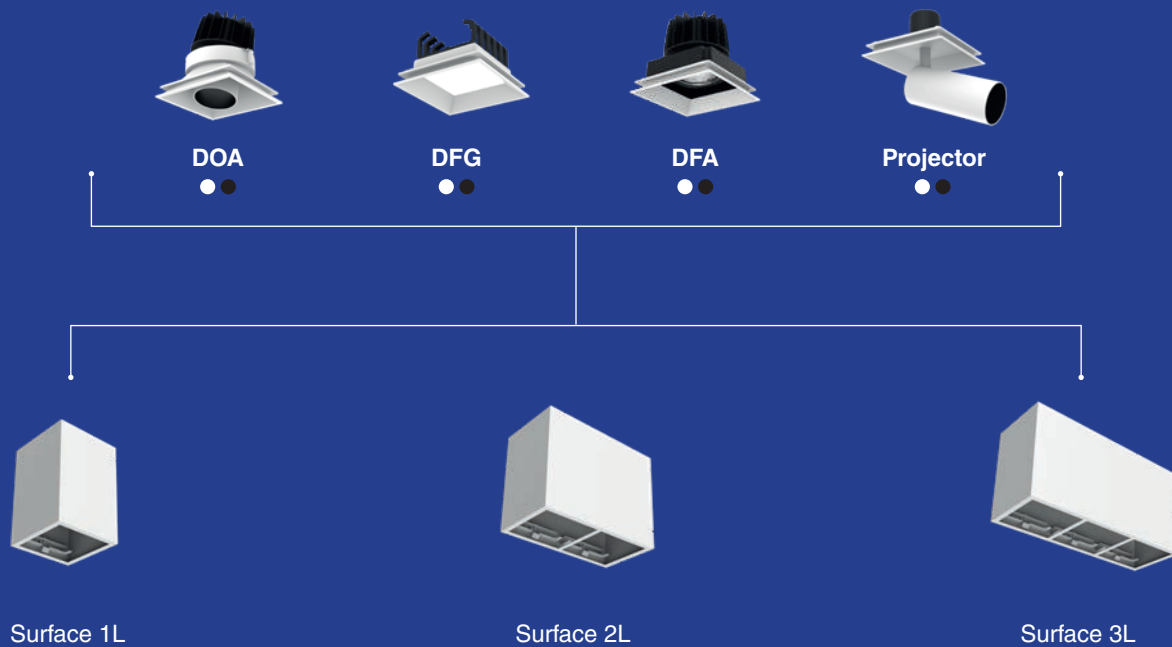 DOA
DFG
DFA
Projector
Surface 1L
Surface 2L
Surface 3L